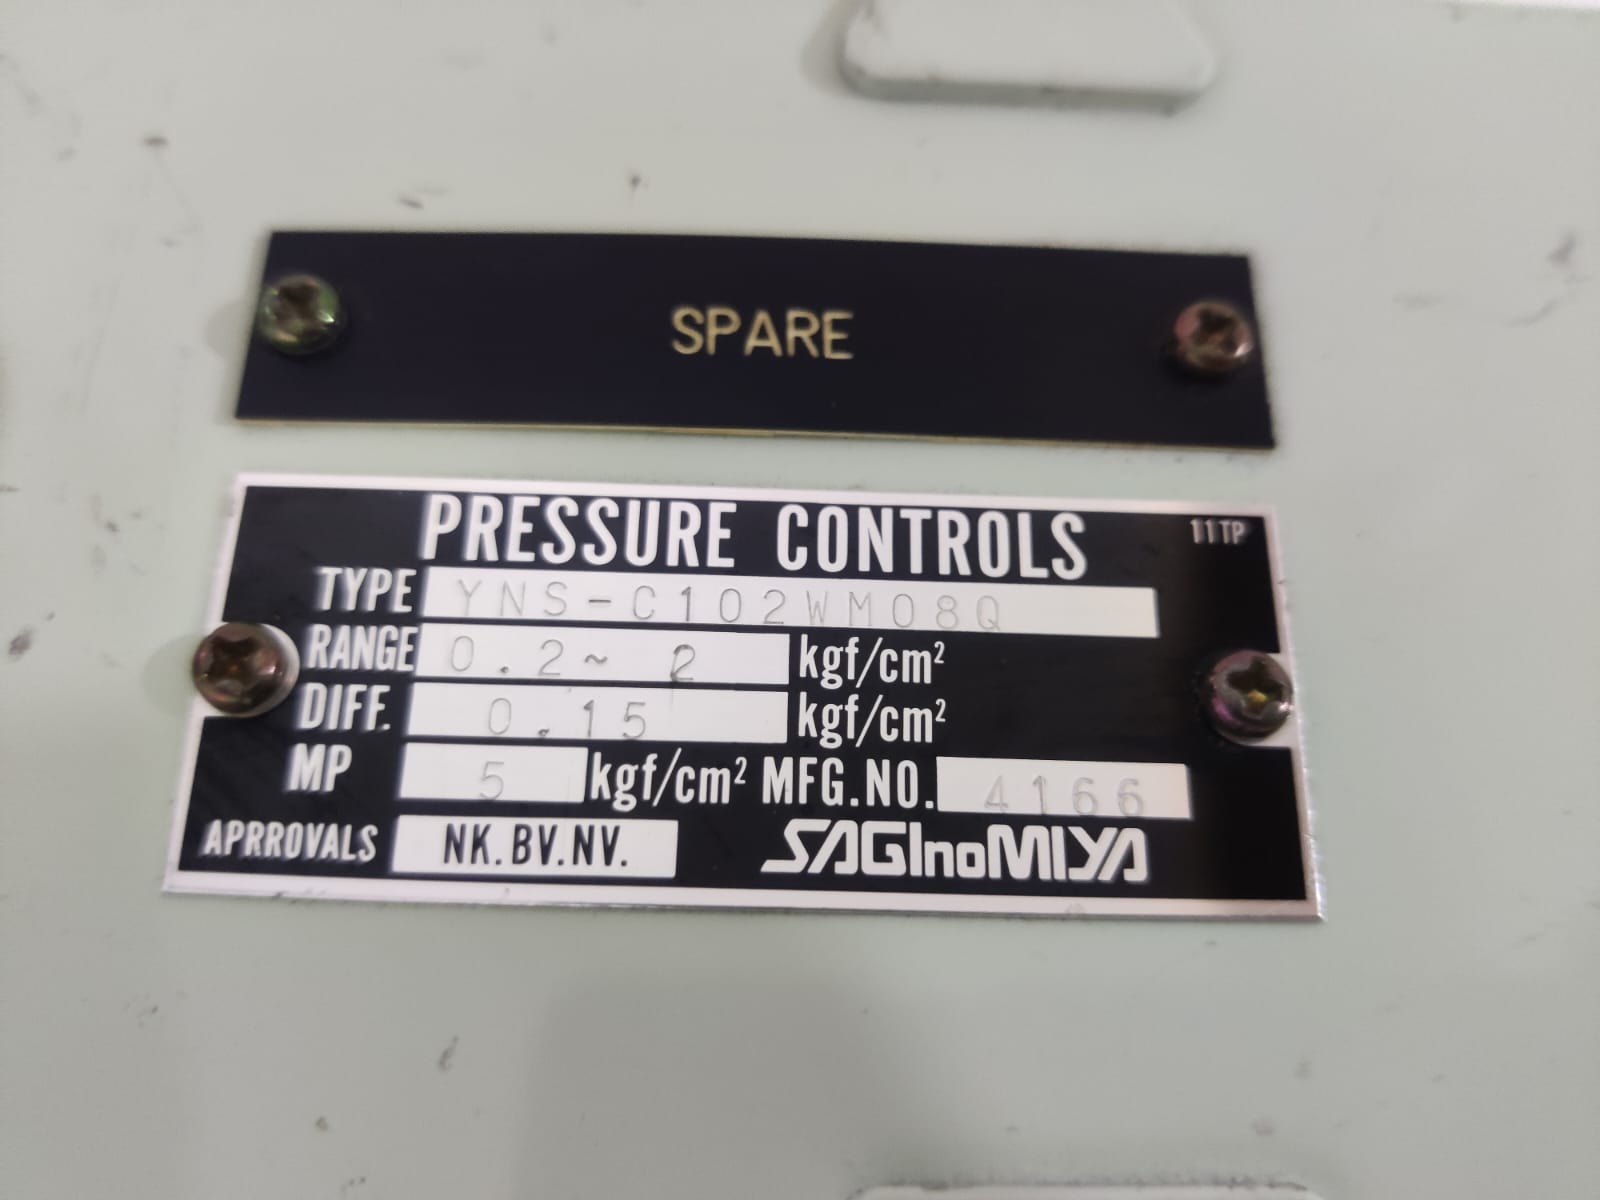 SPARE
PRESSURE CONTROLS 11TP
TYPE YNS-C102WM08Q
RANGE 0.2~ 2 kgf/cm²
DIFF. 0.15 kgf/cm²
MP 5 kgf/cm² MFG.NO. 4166
APRROVALS NK.BV.NV. SAGInoMIYA